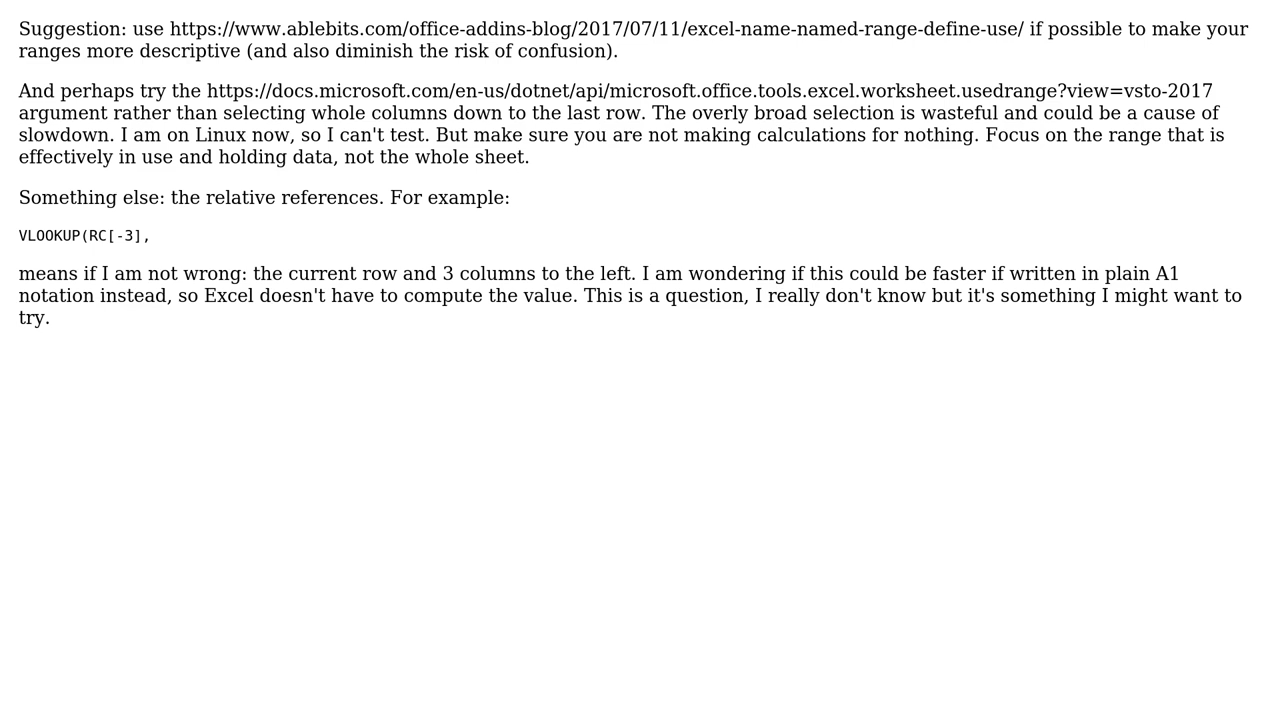 Suggestion: use https://www.ablebits.com/office-addins-blog/2017/07/11/excel-name-named-range-define-use/ if possible to make your
ranges more descriptive (and also diminish the risk of confusion).
And perhaps try the https://docs.microsoft.com/en-us/dotnet/api/microsoft.office.tools.excel.worksheet.usedrange?view=vsto-2017
argument rather than selecting whole columns down to the last row. The overly broad selection is wasteful and could be a cause of
slowdown. I am on Linux now, so I can't test. But make sure you are not making calculations for nothing. Focus on the range that is
effectively in use and holding data, not the whole sheet.
Something else: the relative references. For example:
VLOOKUP(RC[-3],
means if I am not wrong: the current row and 3 columns to the left. I am wondering if this could be faster if written in plain A1
notation instead, so Excel doesn't have to compute the value. This is a question, I really don't know but it's something I might want to
try.